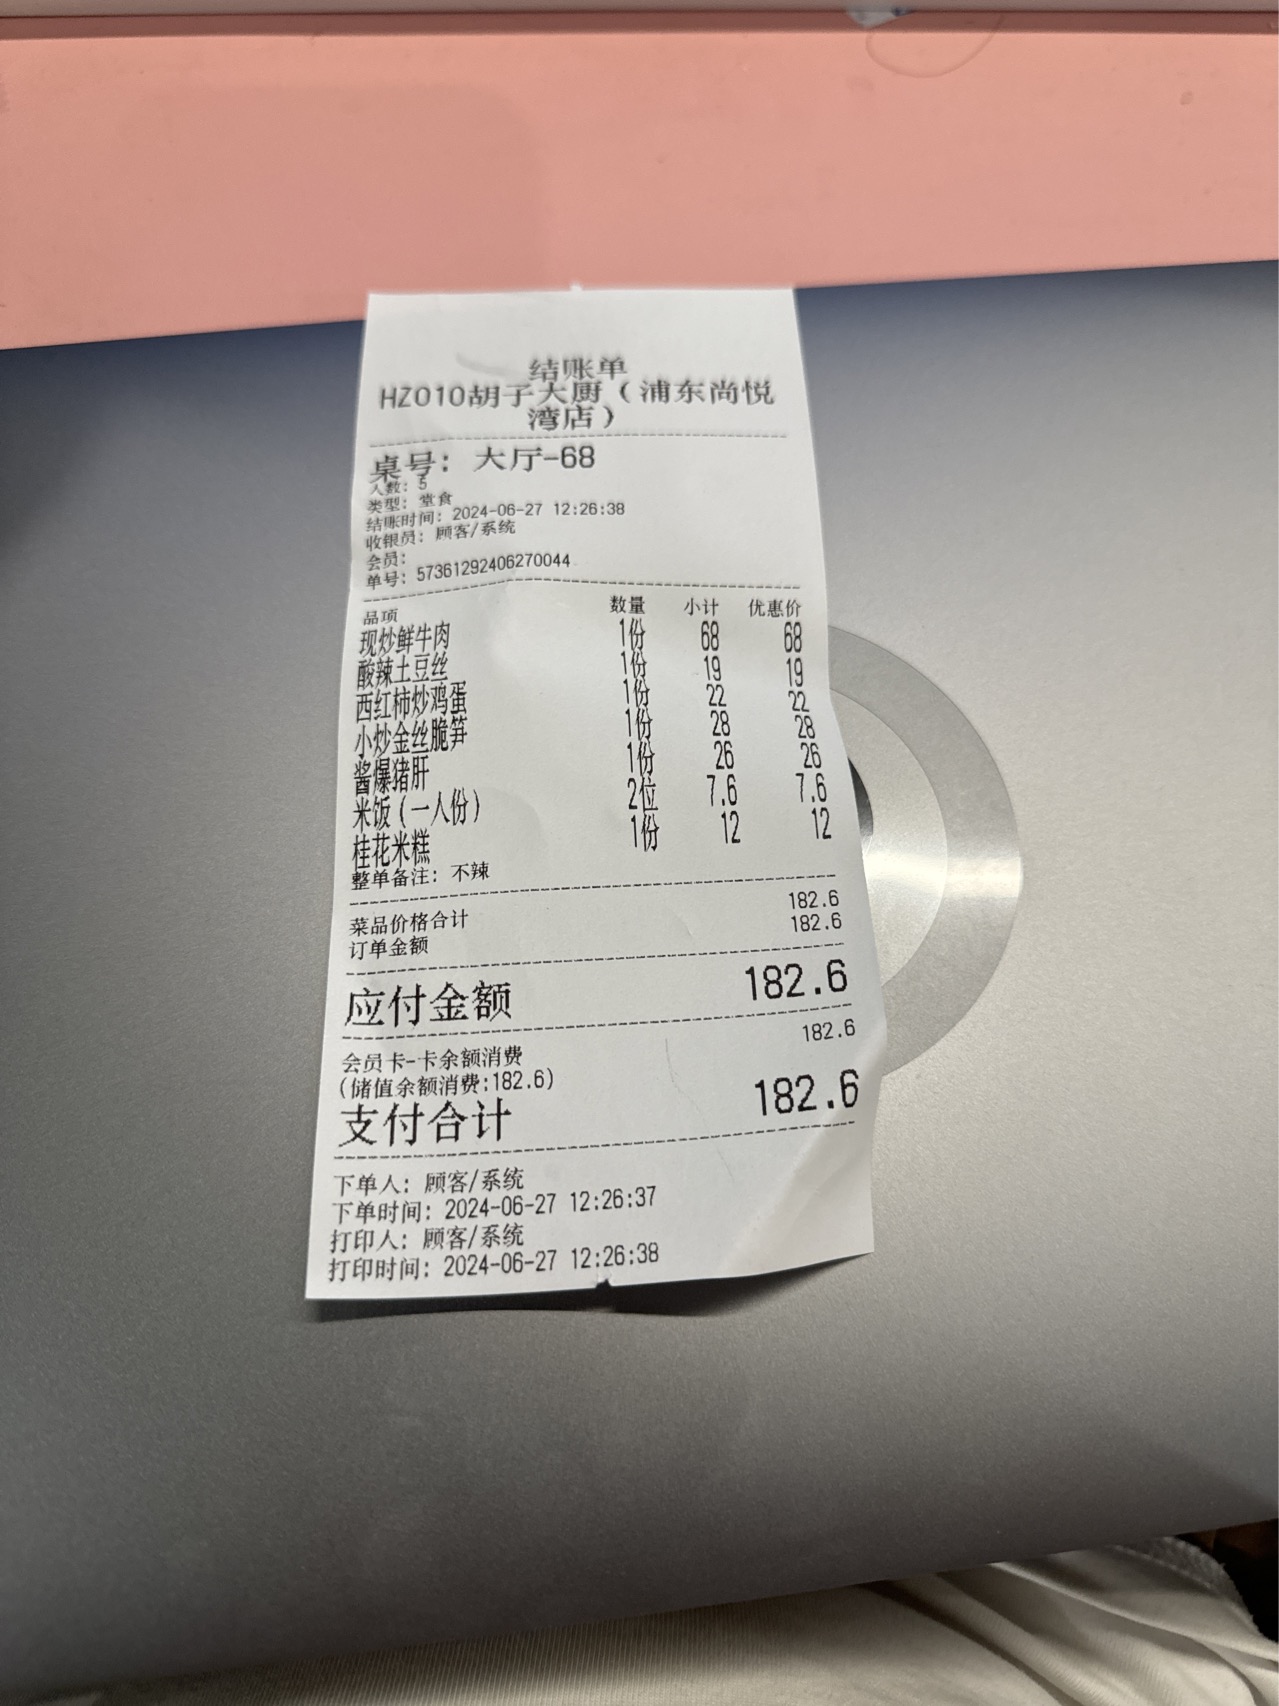 结账单
HZ010胡子大厨（浦东尚悦
湾店）
桌号：大厅-68
人数：5
类型：堂食
结账时间：2024-06-27 12:26:38
收银员：顾客/系统
会员：
单号：57361292406270044
品项 数量 小计 优惠价
现炒鲜牛肉 1份 68 68
酸辣土豆丝 1份 19 19
西红柿炒鸡蛋 1份 22 22
小炒金丝脆笋 1份 28 28
酱爆猪肝 1份 26 26
米饭（一人份） 2位 7.6 7.6
桂花米糕 1份 12 12
整单备注：不辣
菜品价格合计 182.6
订单金额 182.6
应付金额 182.6
会员卡-卡余额消费 182.6
(储值余额消费:182.6)
支付合计 182.6
下单人：顾客/系统
下单时间：2024-06-27 12:26:37
打印人：顾客/系统
打印时间：2024-06-27 12:26:38